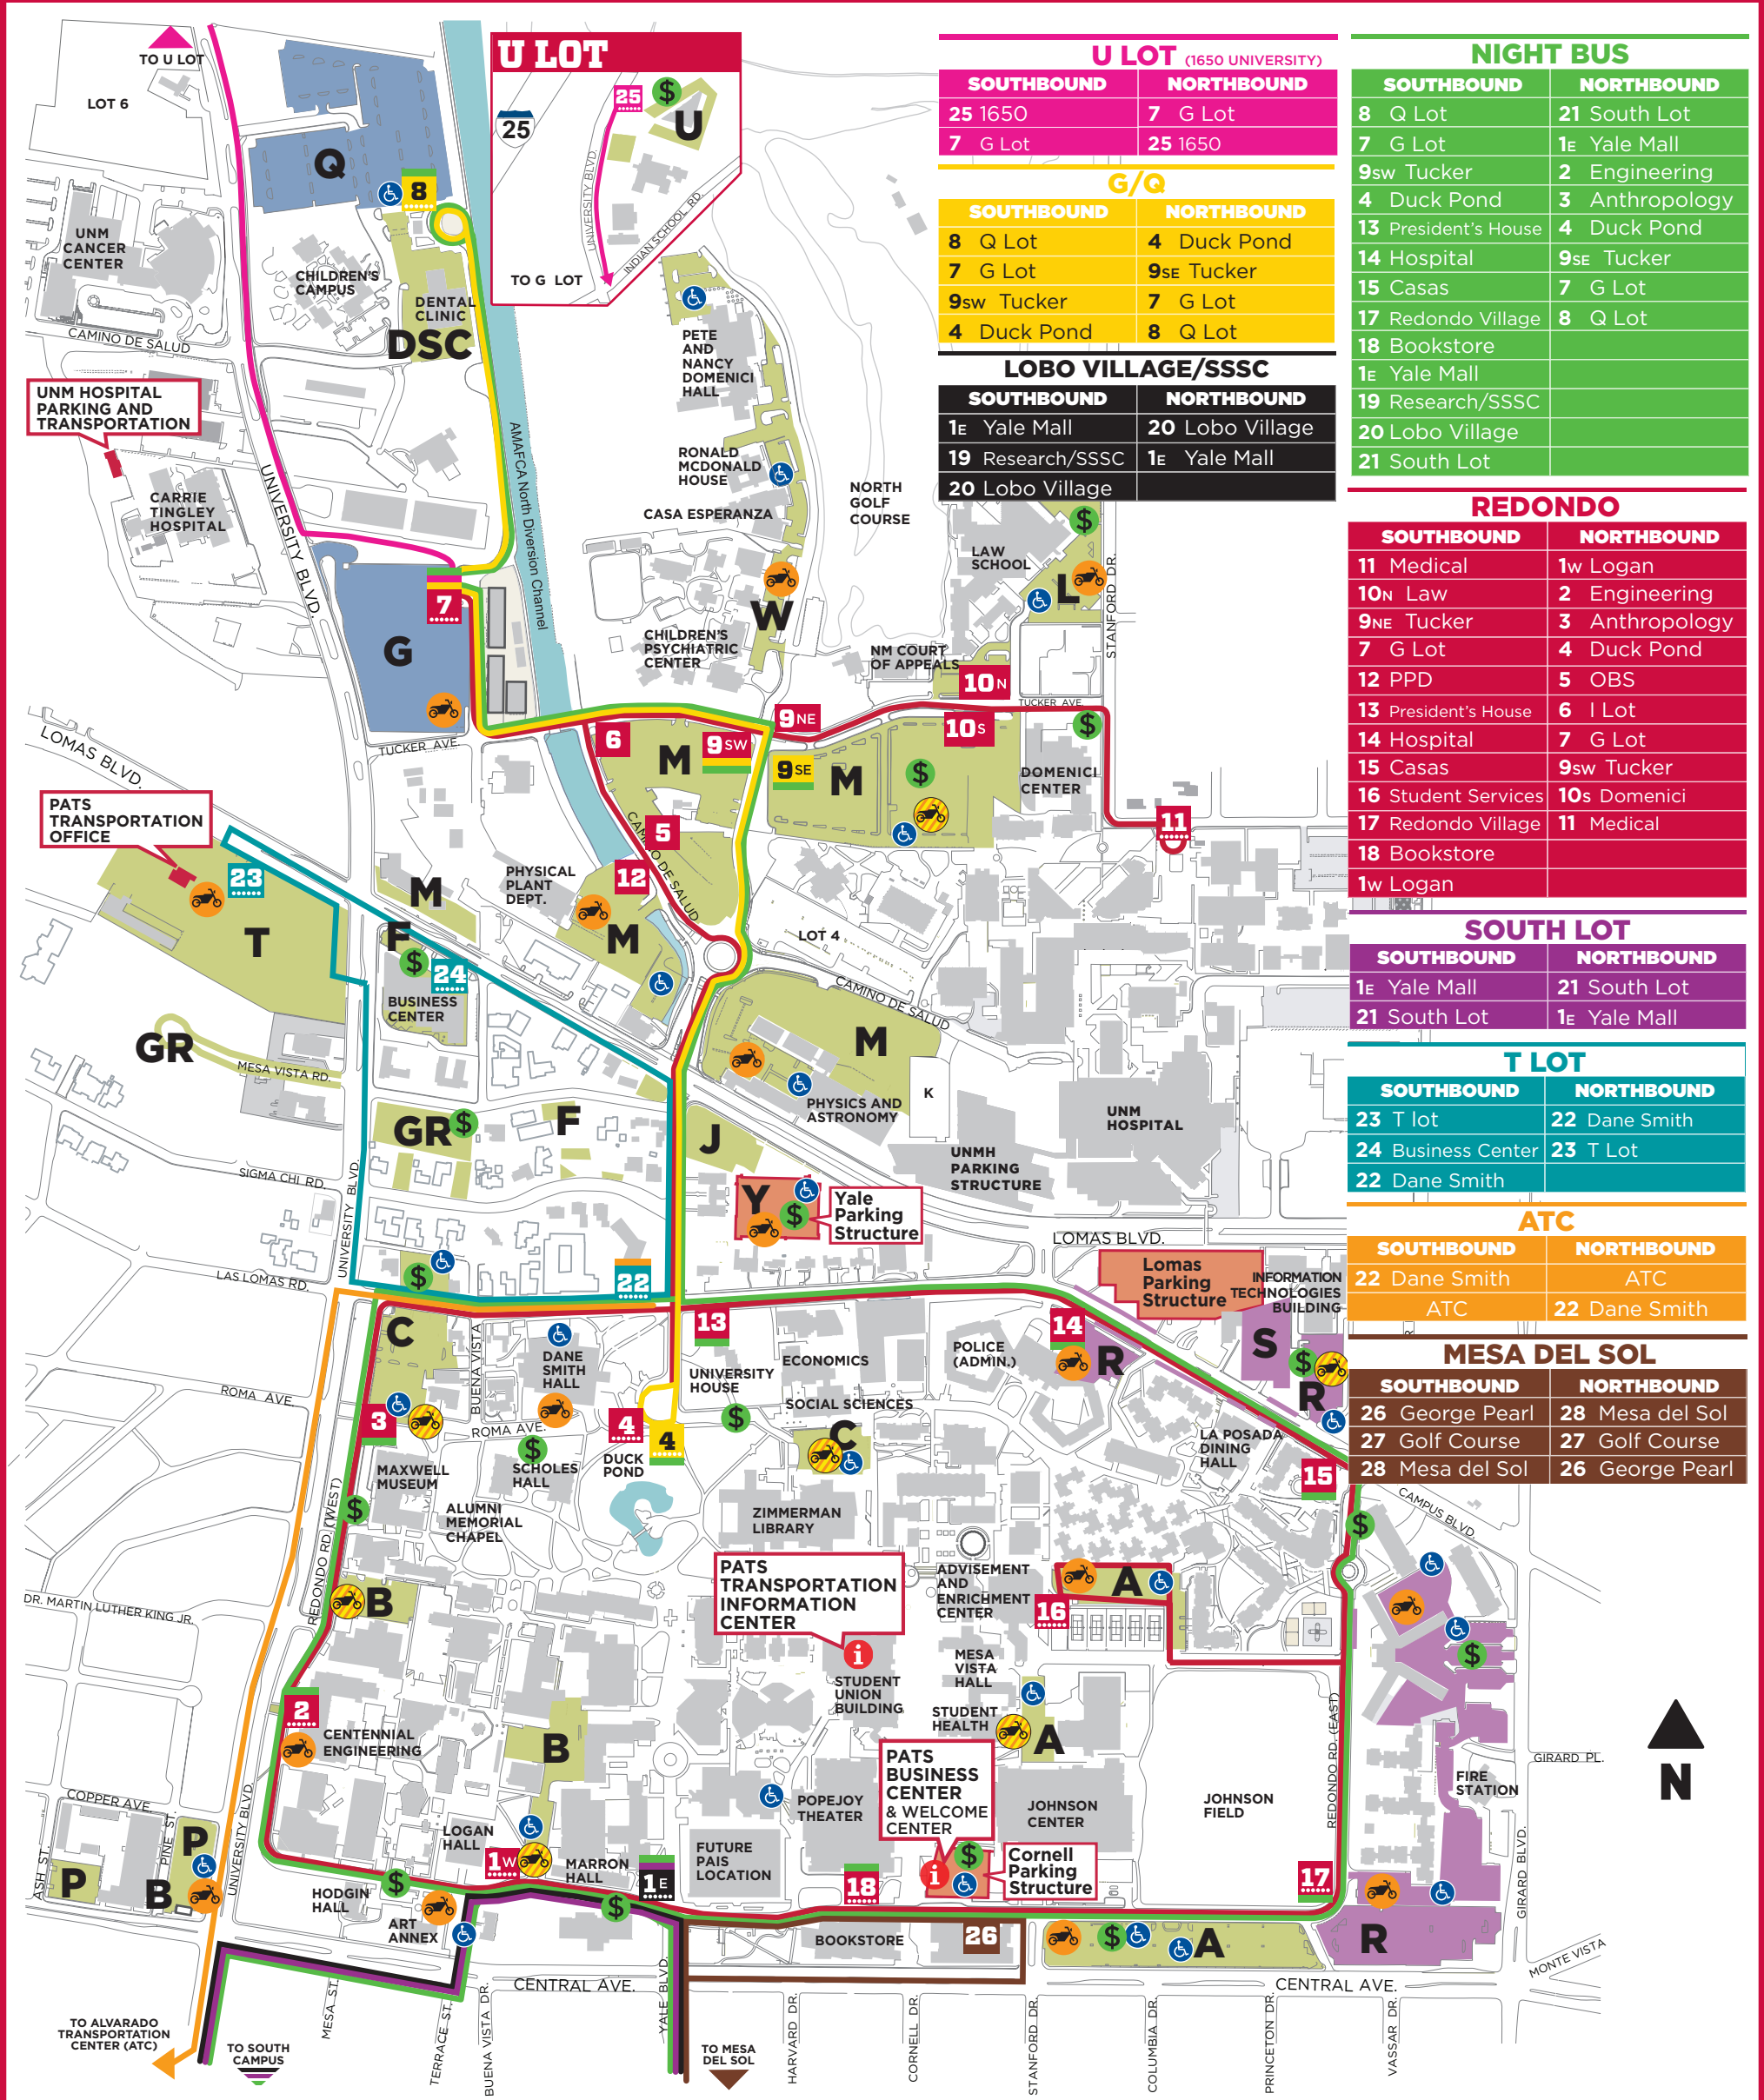 TO U LOT
LOT 6
Q
8
UNM
CANCER
CENTER
CHILDREN'S
CAMPUS
DENTAL
CLINIC
DSC
CAMINO DE SALUD
UNM HOSPITAL
PARKING AND
TRANSPORTATION
CARRIE
TINGLEY
HOSPITAL
UNIVERSITY BLVD.
AMAFCA North Division Channel
U LOT
25
25
$
U
UNIVERSITY BLVD.
INDIAN SCHOOL RD.
TO G LOT
PETE
AND
NANCY
DOMENICI
HALL
RONALD
MCDONALD
HOUSE
CASA ESPERANZA
NORTH
GOLF
COURSE
W
CHILDREN'S
PSYCHIATRIC
CENTER
LAW
SCHOOL
$
L
STANFORD DR.
NM COURT
OF APPEALS
10N
TUCKER AVE.
7
G
TUCKER AVE.
6
M
9SW
9NE
9SE
M
$
10S
$
DOMENICI
CENTER
11
5
12
CAMINO DE SALUD
LOMAS BLVD.
PATS
TRANSPORTATION
OFFICE
23
T
M
F
$
24
BUSINESS
CENTER
PHYSICAL
PLANT
DEPT.
M
LOT 4
CAMINO DE SALUD
M
K
PHYSICS AND
ASTRONOMY
UNM
HOSPITAL
UNMH
PARKING
STRUCTURE
GR
MESA VISTA RD.
GR
$
F
J
Y
$
Yale
Parking
Structure
SIGMA CHI RD.
UNIVERSITY BLVD.
LAS LOMAS RD.
$
22
LOMAS BLVD.
Lomas
Parking
Structure
INFORMATION
TECHNOLOGIES
BUILDING
S
$
R
C
BUENA VISTA
DANE
SMITH
HALL
13
UNIVERSITY
HOUSE
$
ECONOMICS
SOCIAL SCIENCES
C
POLICE
(ADMIN.)
14
R
ROMA AVE.
3
ROMA AVE.
$
SCHOLES
HALL
4
4
DUCK
POND
LA POSADA
DINING
HALL
15
CAMPUS BLVD.
$
MAXWELL
MUSEUM
$
ALUMNI
MEMORIAL
CHAPEL
ZIMMERMAN
LIBRARY
REDONDO RD. (WEST)
DR. MARTIN LUTHER KING JR.
B
PATS
TRANSPORTATION
INFORMATION
CENTER
i
STUDENT
UNION
BUILDING
ADVISEMENT
AND
ENRICHMENT
CENTER
A
16
MESA
VISTA
HALL
STUDENT
HEALTH
A
$
REDONDO RD. (EAST)
2
CENTENNIAL
ENGINEERING
B
PATS
BUSINESS
CENTER
& WELCOME
CENTER
POPEJOY
THEATER
JOHNSON
CENTER
JOHNSON
FIELD
FIRE
STATION
GIRARD PL.
N
COPPER AVE.
PINE ST.
ASH ST.
P
P
B
UNIVERSITY BLVD.
LOGAN
HALL
1W
MARRON
HALL
1E
FUTURE
PAIS
LOCATION
18
i
$
Cornell
Parking
Structure
17
GIRARD BLVD.
$
HODGIN
HALL
ART
ANNEX
$
BOOKSTORE
26
$
A
R
MONTE VISTA
CENTRAL AVE.
CENTRAL AVE.
TO ALVARADO
TRANSPORTATION
CENTER (ATC)
TO SOUTH
CAMPUS
MESA ST.
TERRACE ST.
BUENA VISTA DR.
YALE BLVD.
TO MESA
DEL SOL
HARVARD DR.
CORNELL DR.
STANFORD DR.
COLUMBIA DR.
PRINCETON DR.
VASSAR DR.
U LOT (1650 UNIVERSITY)
SOUTHBOUND NORTHBOUND
25 1650 7 G Lot
7 G Lot 25 1650
G/Q
SOUTHBOUND NORTHBOUND
8 Q Lot 4 Duck Pond
7 G Lot 9SE Tucker
9SW Tucker 7 G Lot
4 Duck Pond 8 Q Lot
LOBO VILLAGE/SSSC
SOUTHBOUND NORTHBOUND
1E Yale Mall 20 Lobo Village
19 Research/SSSC 1E Yale Mall
20 Lobo Village
NIGHT BUS
SOUTHBOUND NORTHBOUND
8 Q Lot 21 South Lot
7 G Lot 1E Yale Mall
9SW Tucker 2 Engineering
4 Duck Pond 3 Anthropology
13 President's House 4 Duck Pond
14 Hospital 9SE Tucker
15 Casas 7 G Lot
17 Redondo Village 8 Q Lot
18 Bookstore
1E Yale Mall
19 Research/SSSC
20 Lobo Village
21 South Lot
REDONDO
SOUTHBOUND NORTHBOUND
11 Medical 1W Logan
10N Law 2 Engineering
9NE Tucker 3 Anthropology
7 G Lot 4 Duck Pond
12 PPD 5 OBS
13 President's House 6 I Lot
14 Hospital 7 G Lot
15 Casas 9SW Tucker
16 Student Services 10S Domenici
17 Redondo Village 11 Medical
18 Bookstore
1W Logan
SOUTH LOT
SOUTHBOUND NORTHBOUND
1E Yale Mall 21 South Lot
21 South Lot 1E Yale Mall
T LOT
SOUTHBOUND NORTHBOUND
23 T lot 22 Dane Smith
24 Business Center 23 T Lot
22 Dane Smith
ATC
SOUTHBOUND NORTHBOUND
22 Dane Smith ATC
ATC 22 Dane Smith
MESA DEL SOL
SOUTHBOUND NORTHBOUND
26 George Pearl 28 Mesa del Sol
27 Golf Course 27 Golf Course
28 Mesa del Sol 26 George Pearl